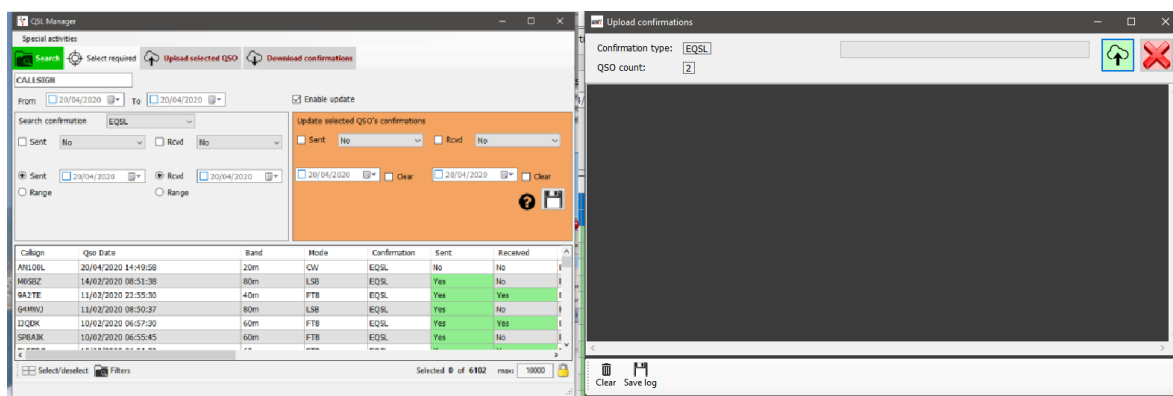 QSL Manager
Special activities
Search Select required Upload selected QSO Download confirmations
CALLSIGN
From 20/04/2020 To 20/04/2020 Enable update
Search confirmation EQSL
Sent No Rcvd No
Sent 20/04/2020 Rcvd 20/04/2020
Range Range
Update selected QSO's confirmations
Sent No Rcvd No
20/04/2020 Clear 20/04/2020 Clear
Callsign Qso Date Band Mode Confirmation Sent Received
AN100L 20/04/2020 14:49:58 20m CW EQSL No No
M6SBZ 14/02/2020 08:51:38 80m LSB EQSL Yes No
9A2TE 11/02/2020 22:55:30 40m FT8 EQSL Yes Yes
G4MWJ 11/02/2020 08:50:37 80m LSB EQSL Yes No
I3QDK 10/02/2020 06:57:30 60m FT8 EQSL Yes Yes
SP8AJK 10/02/2020 06:55:45 60m FT8 EQSL Yes No
Select/deselect Filters Selected 0 of 6102 max: 10000
Upload confirmations
Confirmation type: EQSL
QSO count: 2
Clear Save log